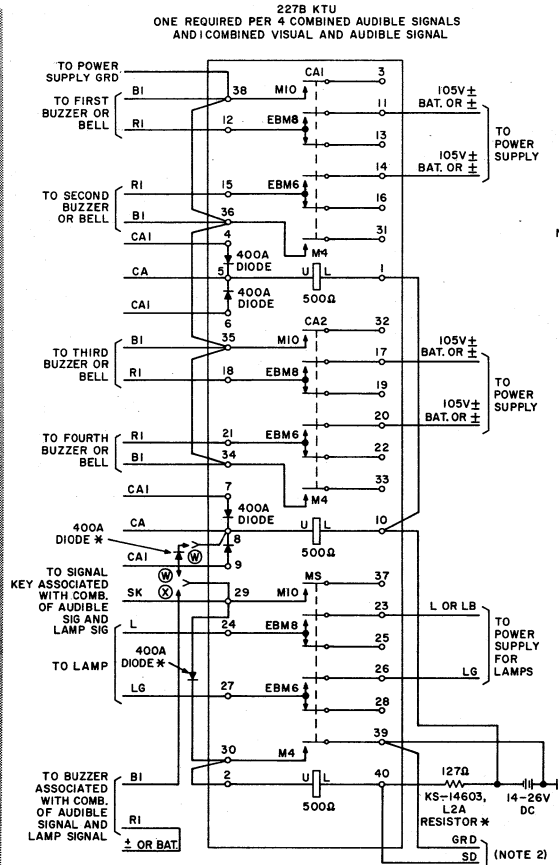 227B KTU
ONE REQUIRED PER 4 COMBINED AUDIBLE SIGNALS
AND 1 COMBINED VISUAL AND AUDIBLE SIGNAL
TO POWER
SUPPLY GRD
TO FIRST
BUZZER OR
BELL
B1
R1
38
12
M10
EBM8
CA1
3
11
13
105V±
BAT. OR ±
TO
POWER
SUPPLY
105V±
BAT. OR ±
14
16
31
TO SECOND
BUZZER
OR BELL
R1
B1
15
36
EBM6
M4
CA1
4
400A
DIODE
CA
5
U
L
500Ω
1
400A
DIODE
CA1
6
TO THIRD
BUZZER OR
BELL
B1
R1
35
18
M10
EBM8
CA2
32
17
19
105V±
BAT. OR ±
TO
POWER
SUPPLY
105V±
BAT. OR ±
20
22
33
TO FOURTH
BUZZER OR
BELL
R1
B1
21
34
EBM6
M4
CA1
7
400A
DIODE
CA
8
U
L
500Ω
10
400A
DIODE *
W
CA1
9
W
X
TO SIGNAL
KEY ASSOCIATED
WITH COMB.
OF AUDIBLE
SIG AND
LAMP SIG
SK
29
M10
MS
37
23
L OR LB
25
TO
POWER
SUPPLY
FOR
LAMPS
26
LG
28
39
L
24
EBM8
400A
DIODE *
TO LAMP
LG
27
EBM6
30
M4
2
U
L
500Ω
40
127Ω
KS-14603,
L2A
RESISTOR *
14-26V
DC
TO BUZZER
ASSOCIATED
WITH COMB.
OF AUDIBLE
SIGNAL AND
LAMP SIGNAL
B1
R1
± OR BAT.
GRD
SD
(NOTE 2)